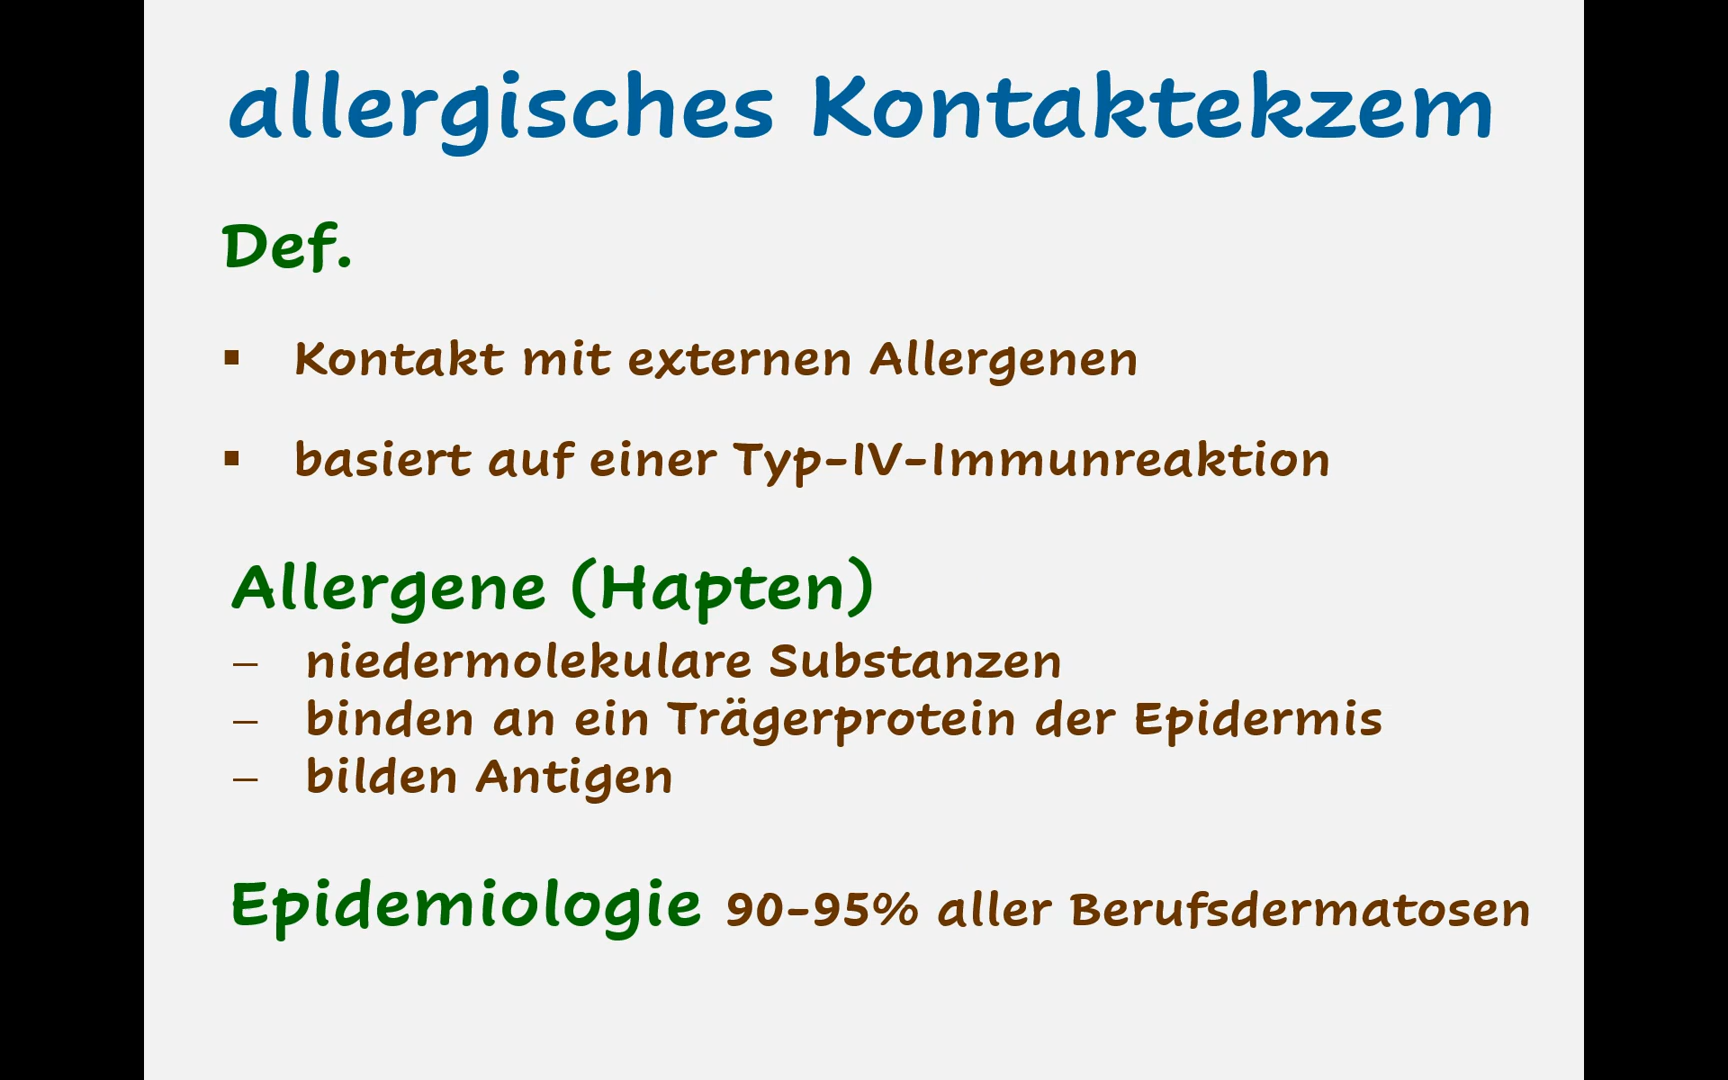 allergisches Kontaktekzem
Def.
▪ Kontakt mit externen Allergenen
▪ basiert auf einer Typ-IV-Immunreaktion
Allergene (Hapten)
– niedermolekulare Substanzen
– binden an ein Trägerprotein der Epidermis
– bilden Antigen
Epidemiologie 90-95% aller Berufsdermatosen